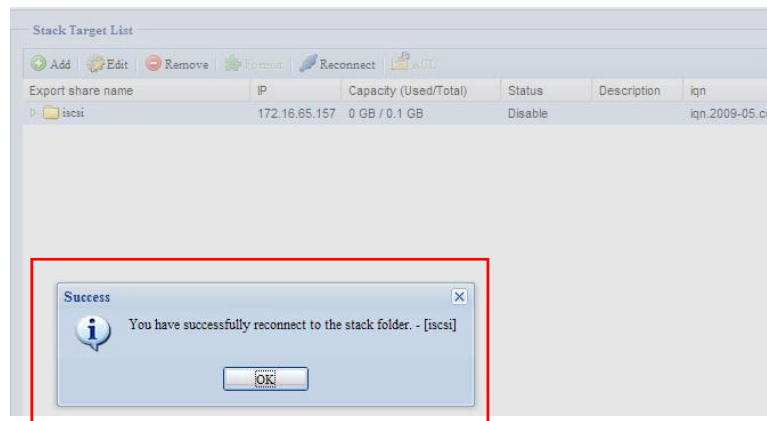 Stack Target List
Add Edit Remove Format Reconnect ACL
Export share name IP Capacity (Used/Total) Status Description iqn
iscsi 172.16.65.157 0 GB / 0.1 GB Disable iqn.2009-05.c
Success
You have successfully reconnect to the stack folder. - [iscsi]
OK